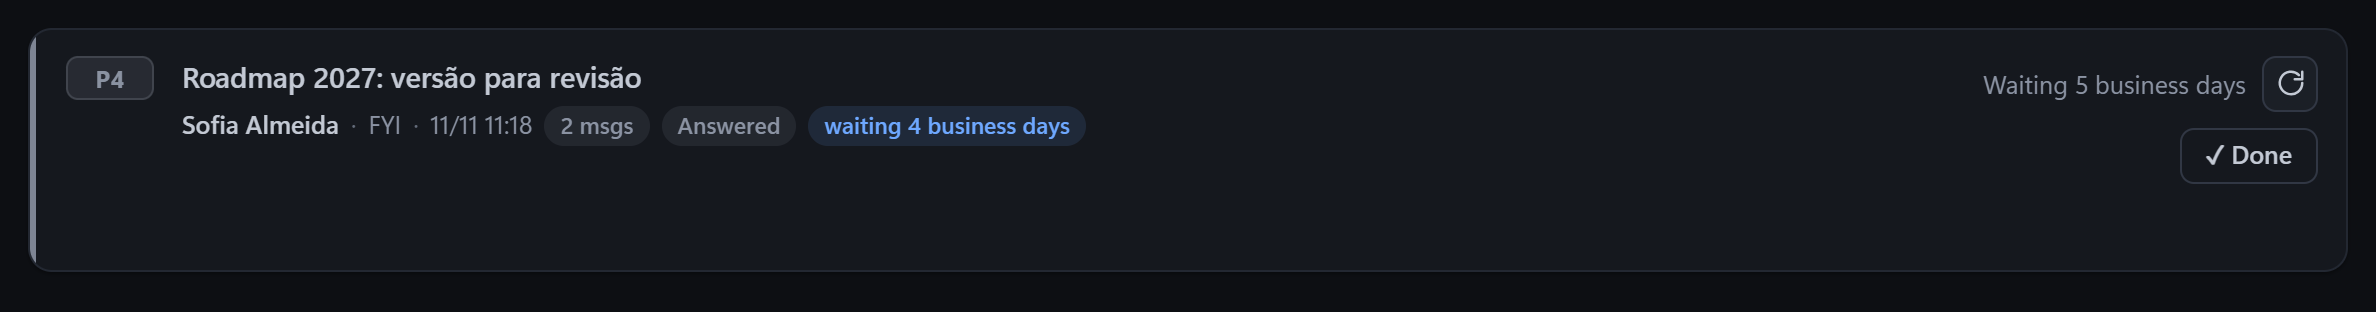 P4 Roadmap 2027: versão para revisão
Waiting 5 business days
Sofia Almeida · FYI · 11/11 11:18 2 msgs Answered waiting 4 business days
✓ Done